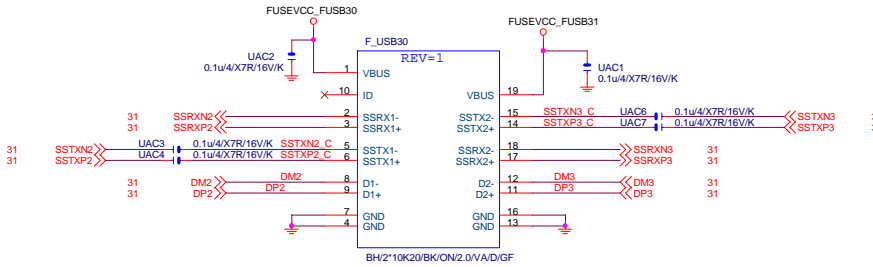 FUSEVCC_FUSB30
FUSEVCC_FUSB31
F_USB30
REV=1
UAC2
0.1u/4/X7R/16V/K
UAC1
0.1u/4/X7R/16V/K
1 VBUS
VBUS 19
10 ID
31 SSRXN2 2 SSRX1-
31 SSRXP2 3 SSRX1+
SSTX2- 15 SSTXN3_C UAC6 0.1u/4/X7R/16V/K SSTXN3
SSTX2+ 14 SSTXP3_C UAC7 0.1u/4/X7R/16V/K SSTXP3
31 SSTXN2 UAC3 0.1u/4/X7R/16V/K SSTXN2_C 5 SSTX1-
31 SSTXP2 UAC4 0.1u/4/X7R/16V/K SSTXP2_C 6 SSTX1+
SSRX2- 18 SSRXN3 31
SSRX2+ 17 SSRXP3 31
31 DM2 DM2 8 D1-
31 DP2 DP2 9 D1+
D2- 12 DM3 DM3 31
D2+ 11 DP3 DP3 31
7 GND
4 GND
GND 16
GND 13
BH/2*10K20/BK/ON/2.0/VA/D/GF